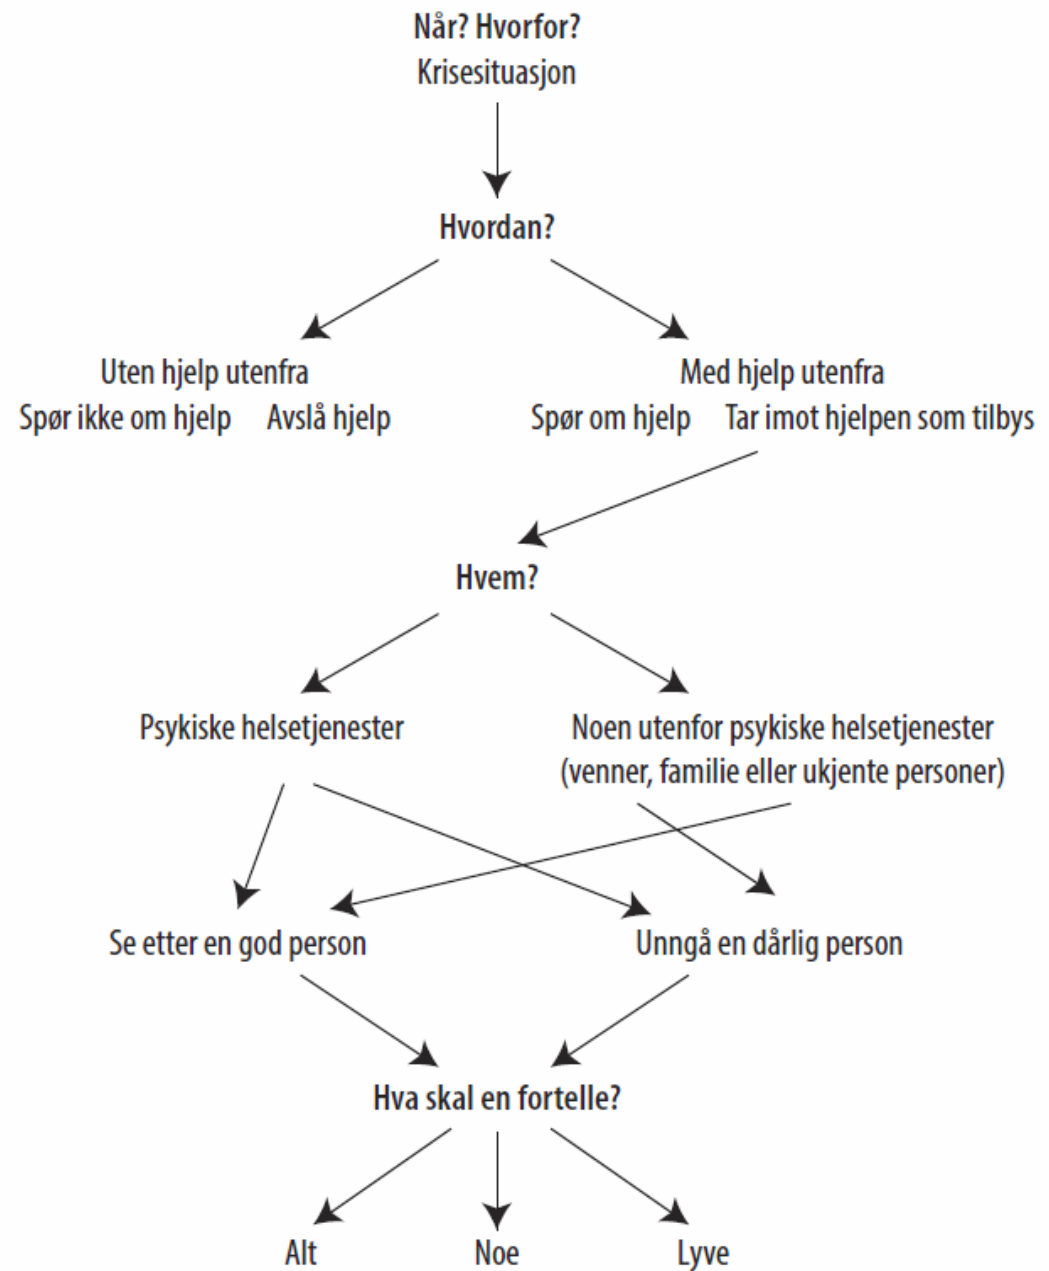 Når? Hvorfor?
Krisesituasjon
Hvordan?
Uten hjelp utenfra
Spør ikke om hjelp Avslå hjelp
Med hjelp utenfra
Spør om hjelp Tar imot hjelpen som tilbys
Hvem?
Psykiske helsetjenester
Noen utenfor psykiske helsetjenester
(venner, familie eller ukjente personer)
Se etter en god person
Unngå en dårlig person
Hva skal en fortelle?
Alt
Noe
Lyve